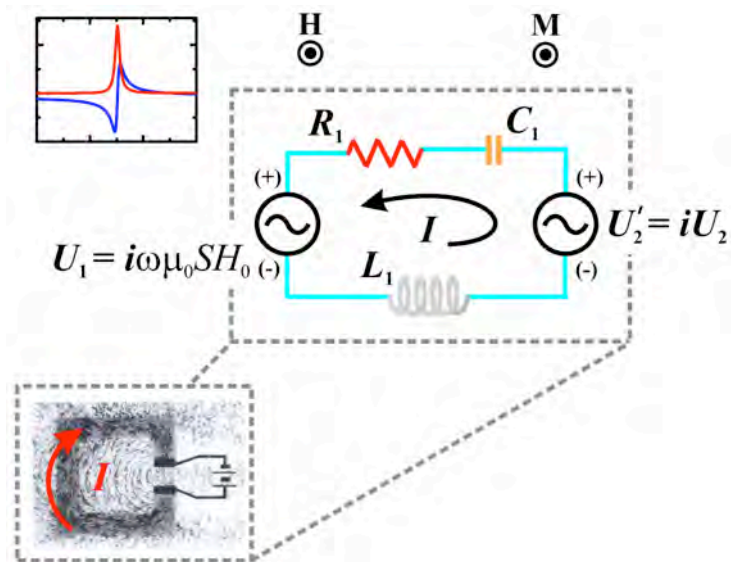 H M
R₁ C₁
(+) (+)
U₁ = iωμ₀SH₀ I U₂′ = iU₂
(-) L₁ (-)
I